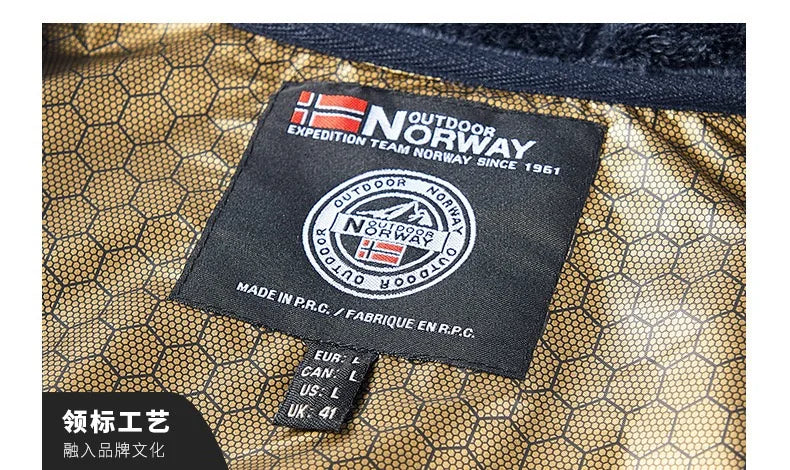 OUTDOOR
NORWAY
EXPEDITION TEAM NORWAY SINCE 1961
OUTDOOR NORWAY OUTDOOR
OUTDOOR
NORWAY
MADE IN P.R.C. / FABRIQUE EN R.P.C.
EUR: L
CAN: L
US: L
UK: 41
领标工艺
融入品牌文化